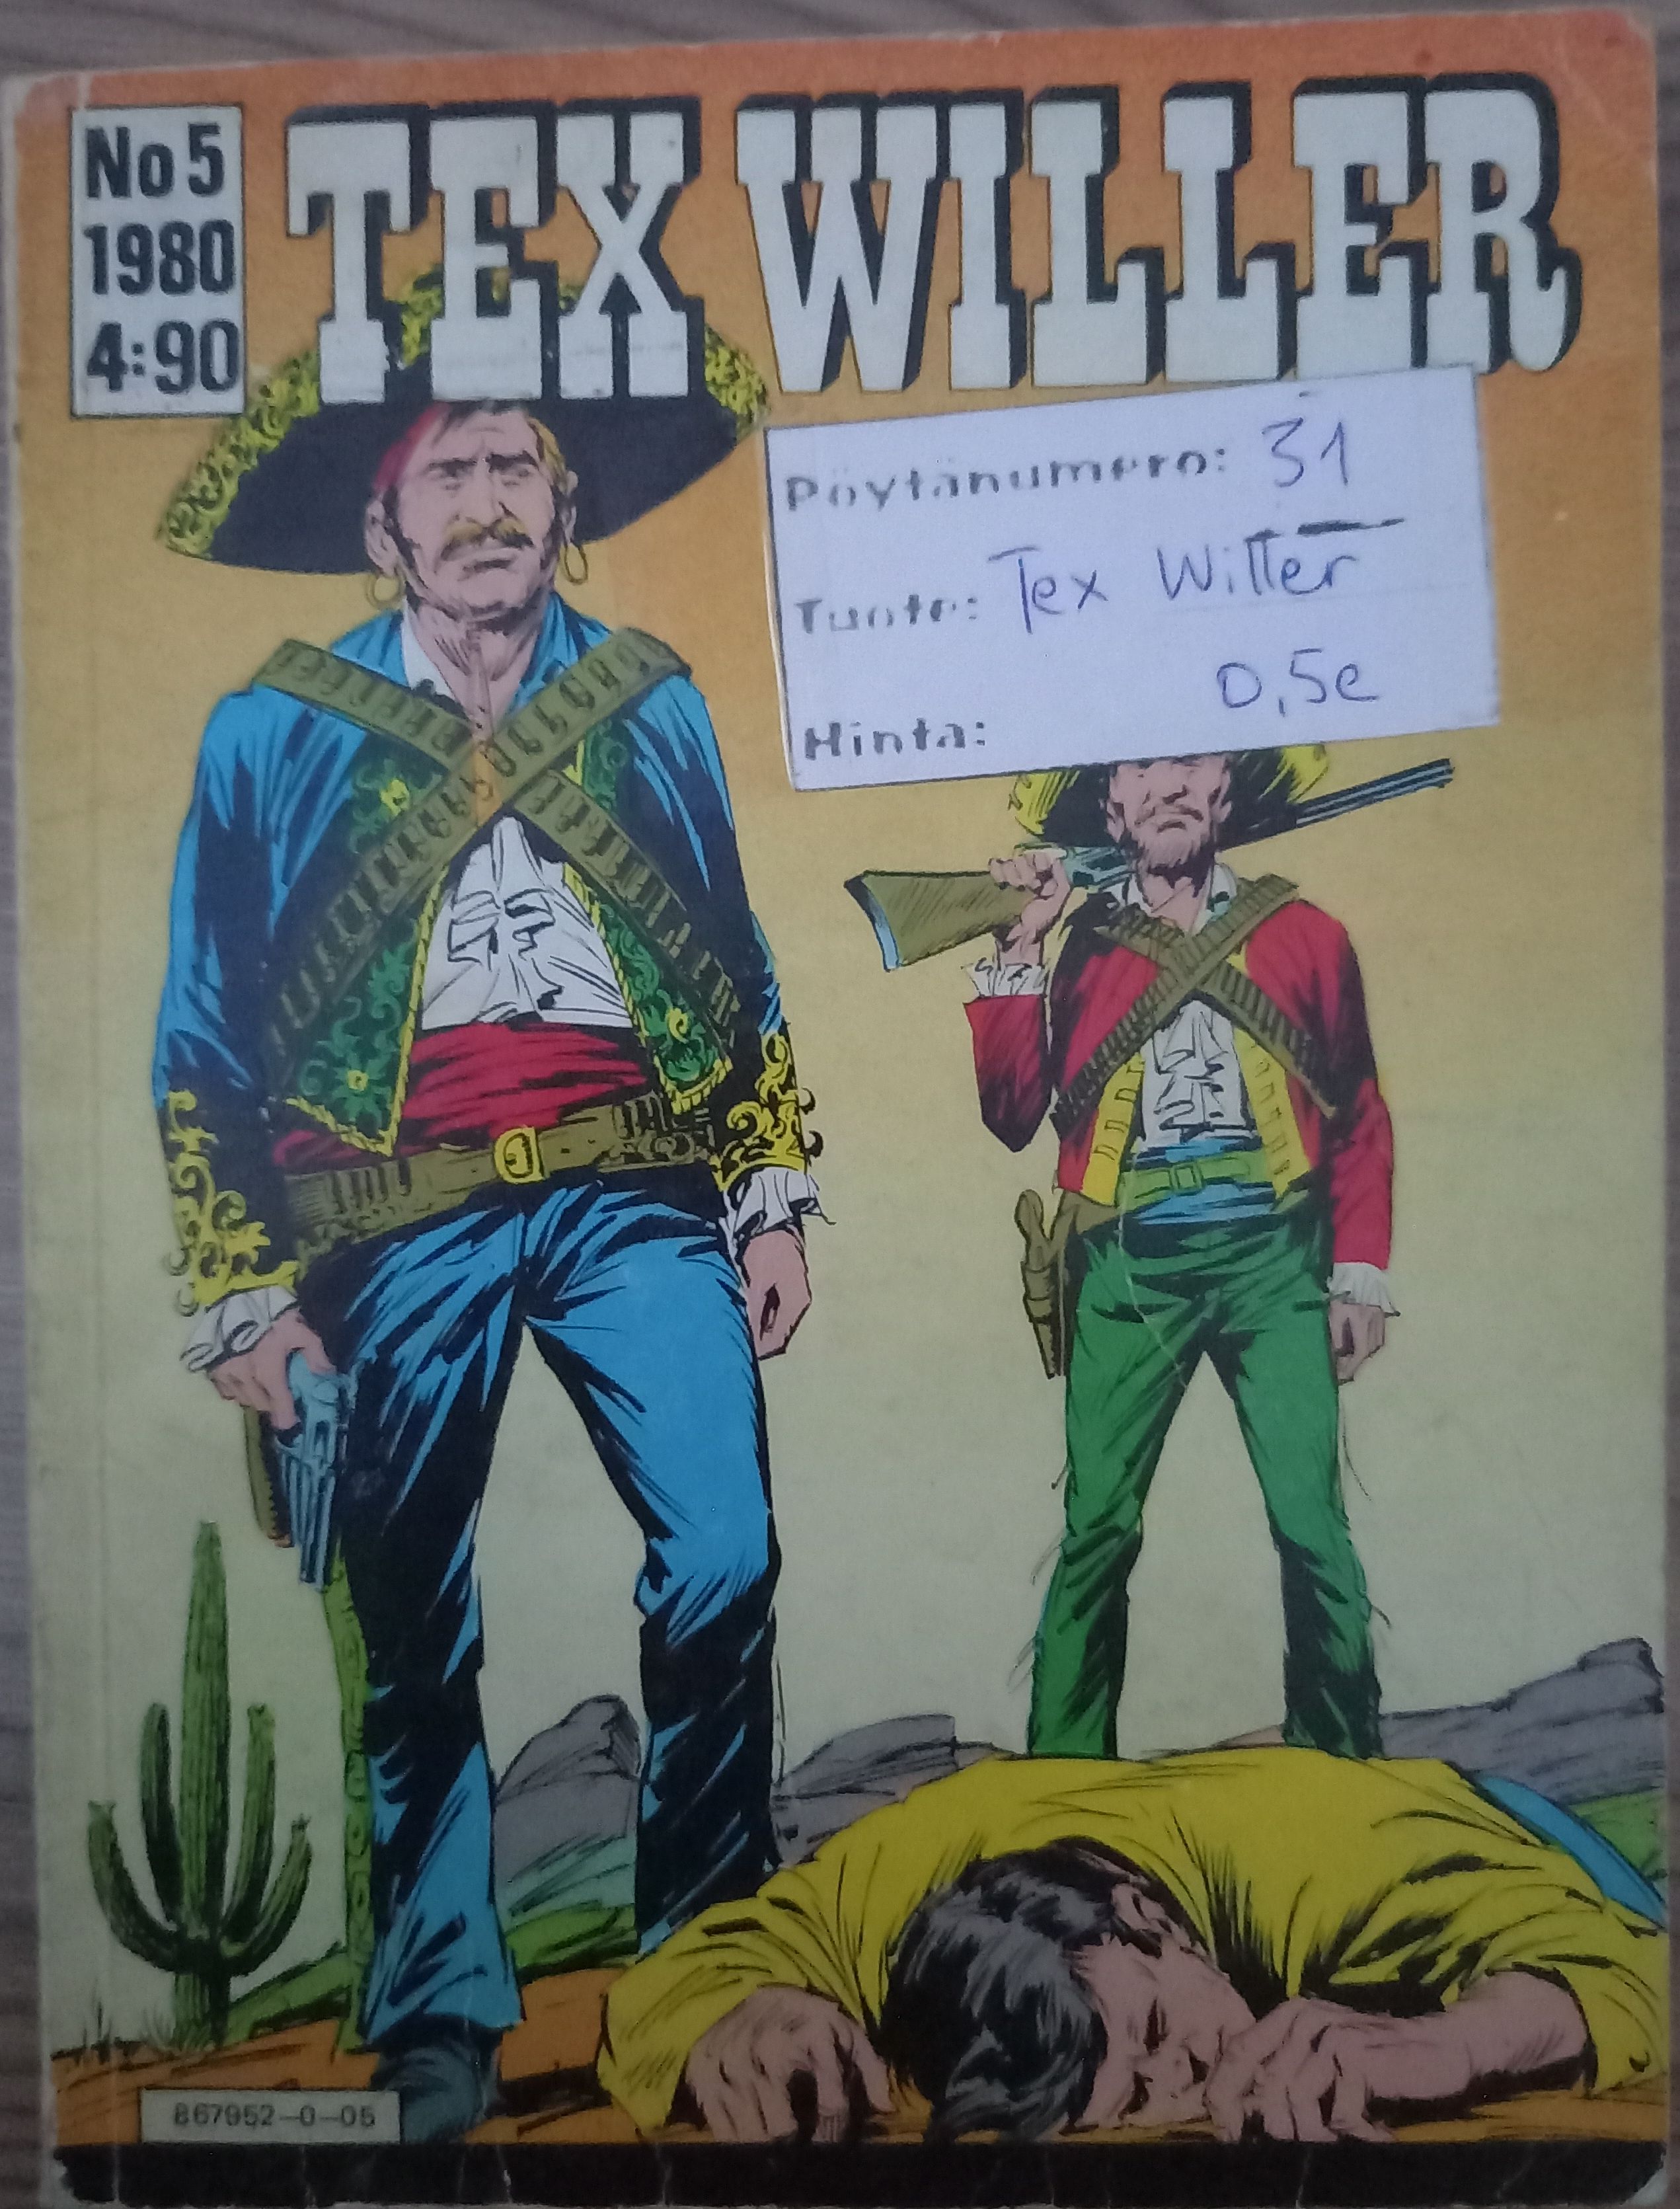 No 5
1980
4:90
TEX WILLER
Pöytänumero: 31
Tuote: Tex Willer
0,5e
Hinta:
867952-0-05